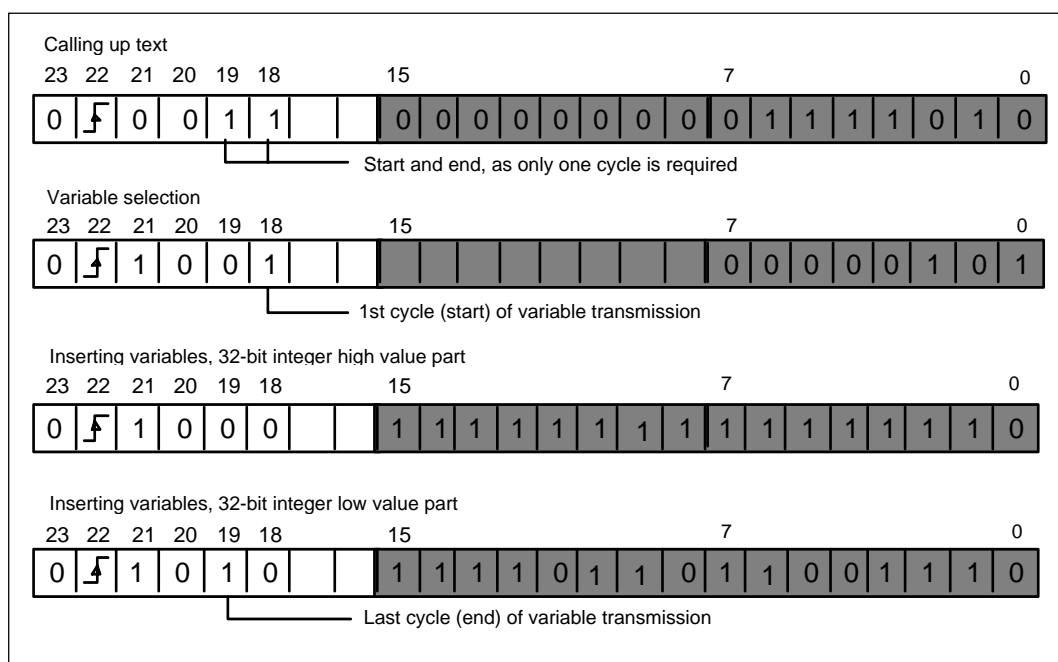 Calling up text
23 22 21 20 19 18 15 7 0
0 0 0 1 1 0 0 0 0 0 0 0 0 0 1 1 1 1 0 1 0
Start and end, as only one cycle is required
Variable selection
23 22 21 20 19 18 15 7 0
0 1 0 0 1 0 0 0 0 0 1 0 1
1st cycle (start) of variable transmission
Inserting variables, 32-bit integer high value part
23 22 21 20 19 18 15 7 0
0 1 0 0 0 1 1 1 1 1 1 1 1 1 1 1 1 1 1 1 0
Inserting variables, 32-bit integer low value part
23 22 21 20 19 18 15 7 0
0 1 0 1 0 1 1 1 1 0 1 1 0 1 1 0 0 1 1 1 0
Last cycle (end) of variable transmission